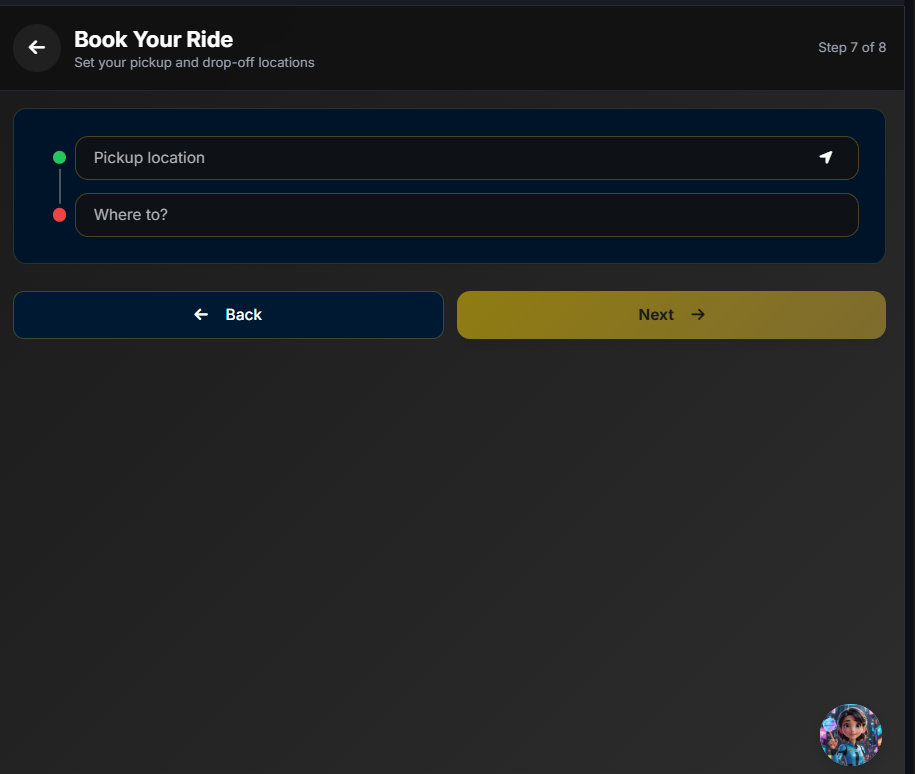 Book Your Ride
Set your pickup and drop-off locations
Step 7 of 8
Pickup location
Where to?
Back
Next